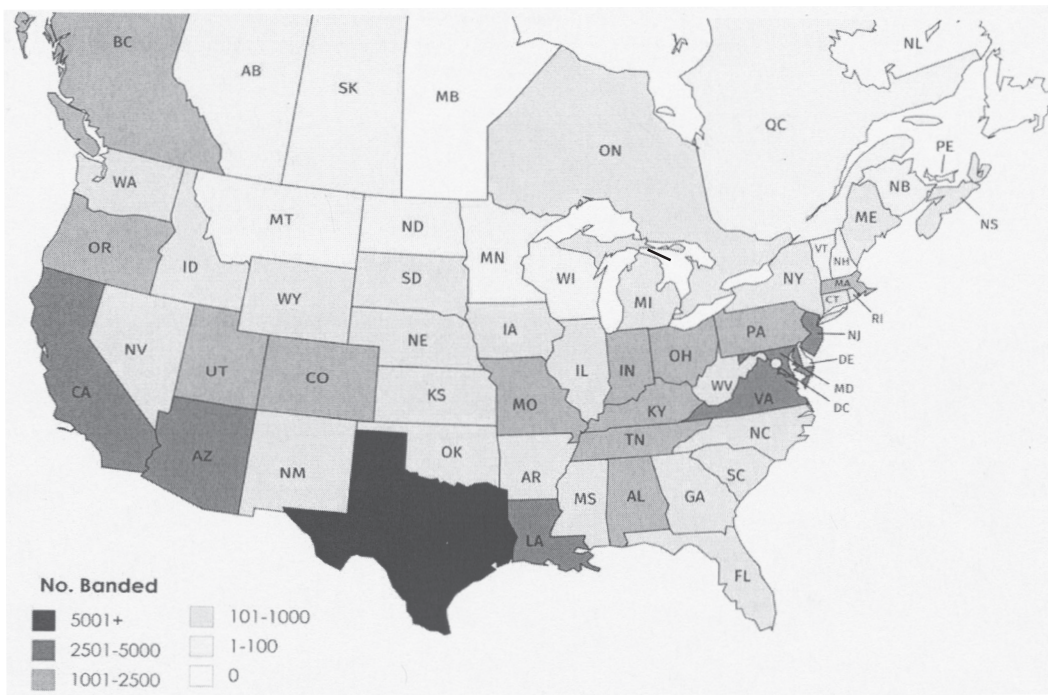 BC
AB
SK
MB
ON
QC
NL
PE
NB
NS
ME
WA
MT
ND
MN
OR
ID
SD
WI
MI
NY
VT
NH
MA
CT
RI
WY
NE
IA
PA
NJ
NV
UT
CO
KS
MO
IL
IN
OH
WV
VA
DE
MD
DC
CA
KY
AZ
NM
OK
AR
TN
NC
SC
MS
AL
GA
LA
FL
No. Banded
5001+
2501-5000
1001-2500
101-1000
1-100
0